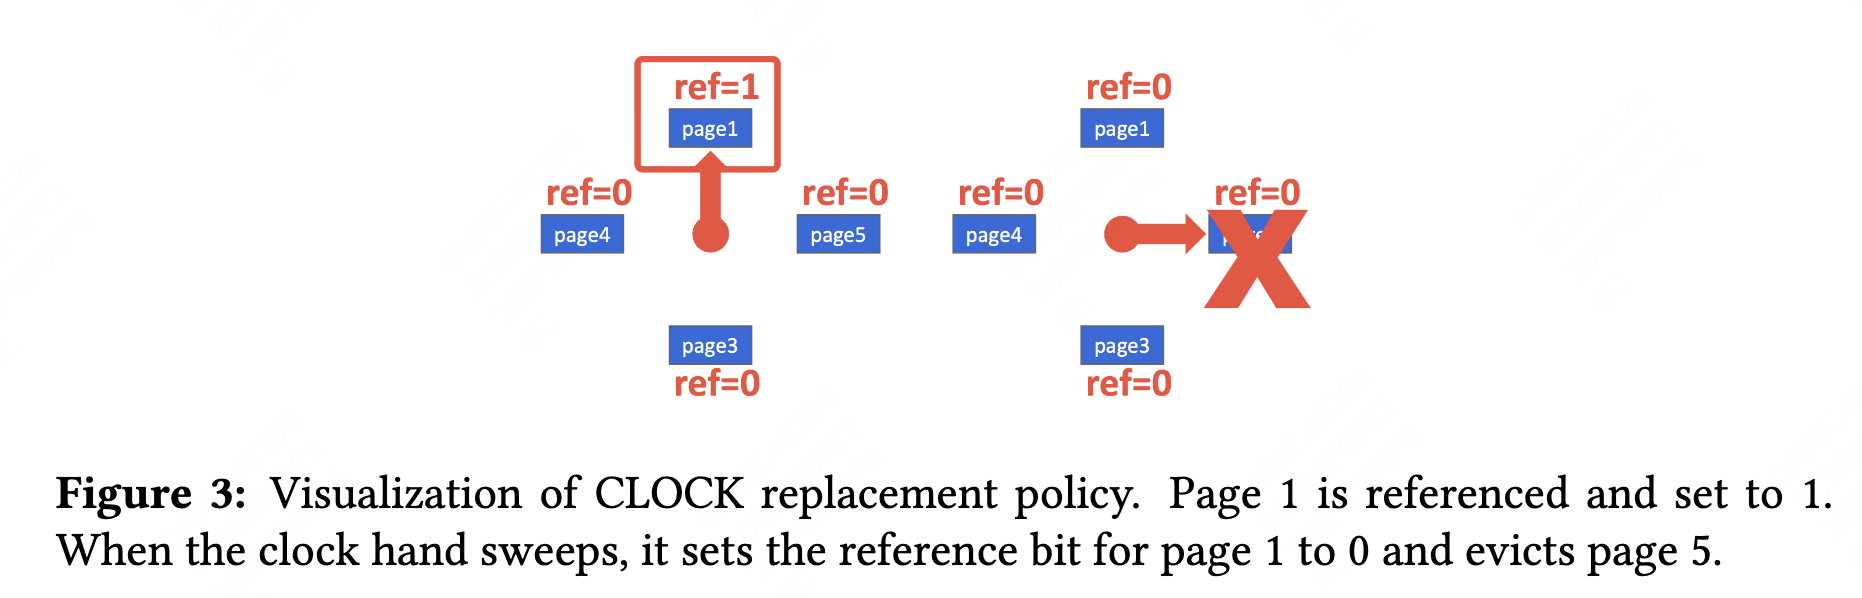 ref=1
page1
ref=0
page1
ref=0
page4
ref=0
page5
ref=0
page4
ref=0
page3
ref=0
page3
ref=0
Figure 3: Visualization of CLOCK replacement policy. Page 1 is referenced and set to 1.
When the clock hand sweeps, it sets the reference bit for page 1 to 0 and evicts page 5.